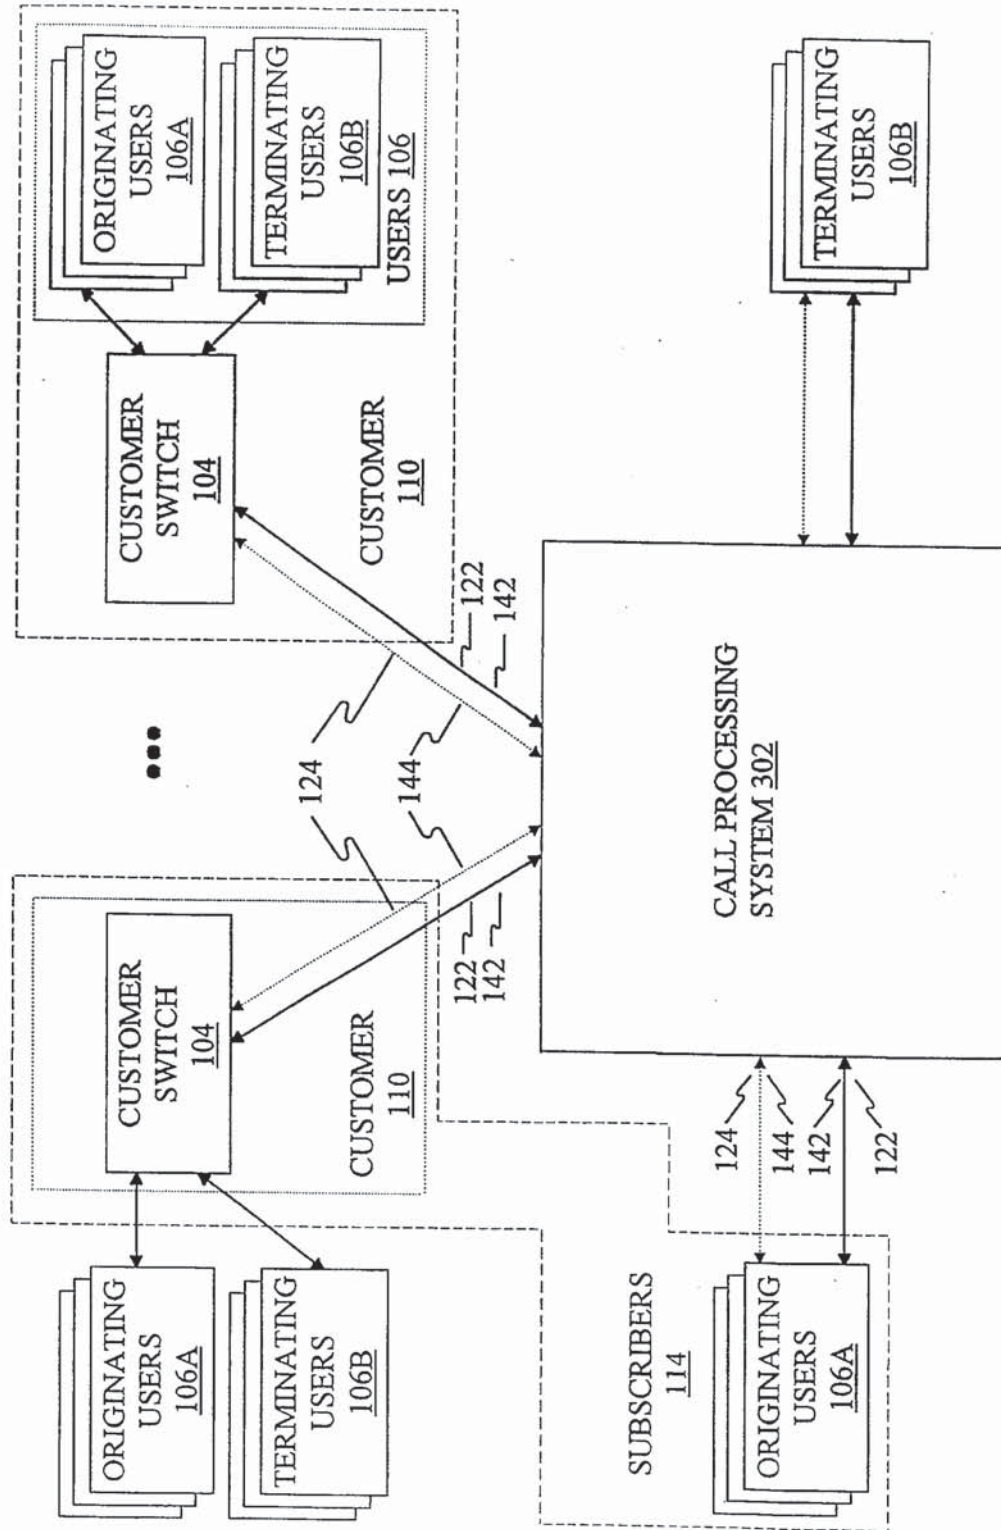 ORIGINATING
USERS
106A
CUSTOMER
SWITCH
104
CUSTOMER
SWITCH
104
ORIGINATING
USERS
106A
TERMINATING
USERS
106B
CUSTOMER
110
CUSTOMER
110
TERMINATING
USERS
106B
USERS 106
124
144
122
142
122
142
SUBSCRIBERS
114
ORIGINATING
USERS
106A
124
144
142
122
CALL PROCESSING
SYSTEM 302
TERMINATING
USERS
106B